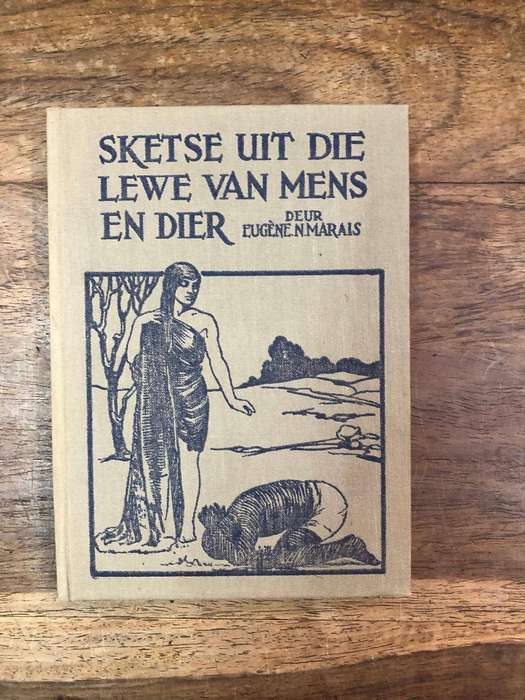 SKETSE UIT DIE
LEWE VAN MENS
EN DIER
DEUR
EUGÈNE.N.MARAIS